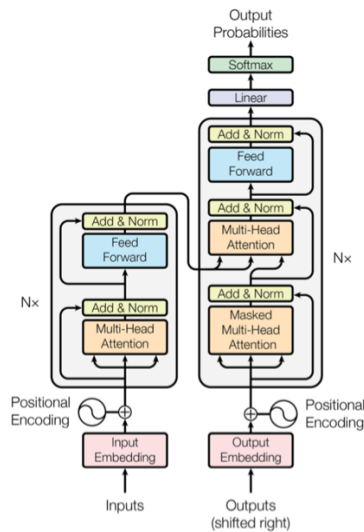 Output
Probabilities
Softmax
Linear
Add & Norm
Feed
Forward
Add & Norm
Multi-Head
Attention
Add & Norm
Masked
Multi-Head
Attention
N×
Positional
Encoding
Output
Embedding
Outputs
(shifted right)
Add & Norm
Feed
Forward
Add & Norm
Multi-Head
Attention
N×
Positional
Encoding
Input
Embedding
Inputs